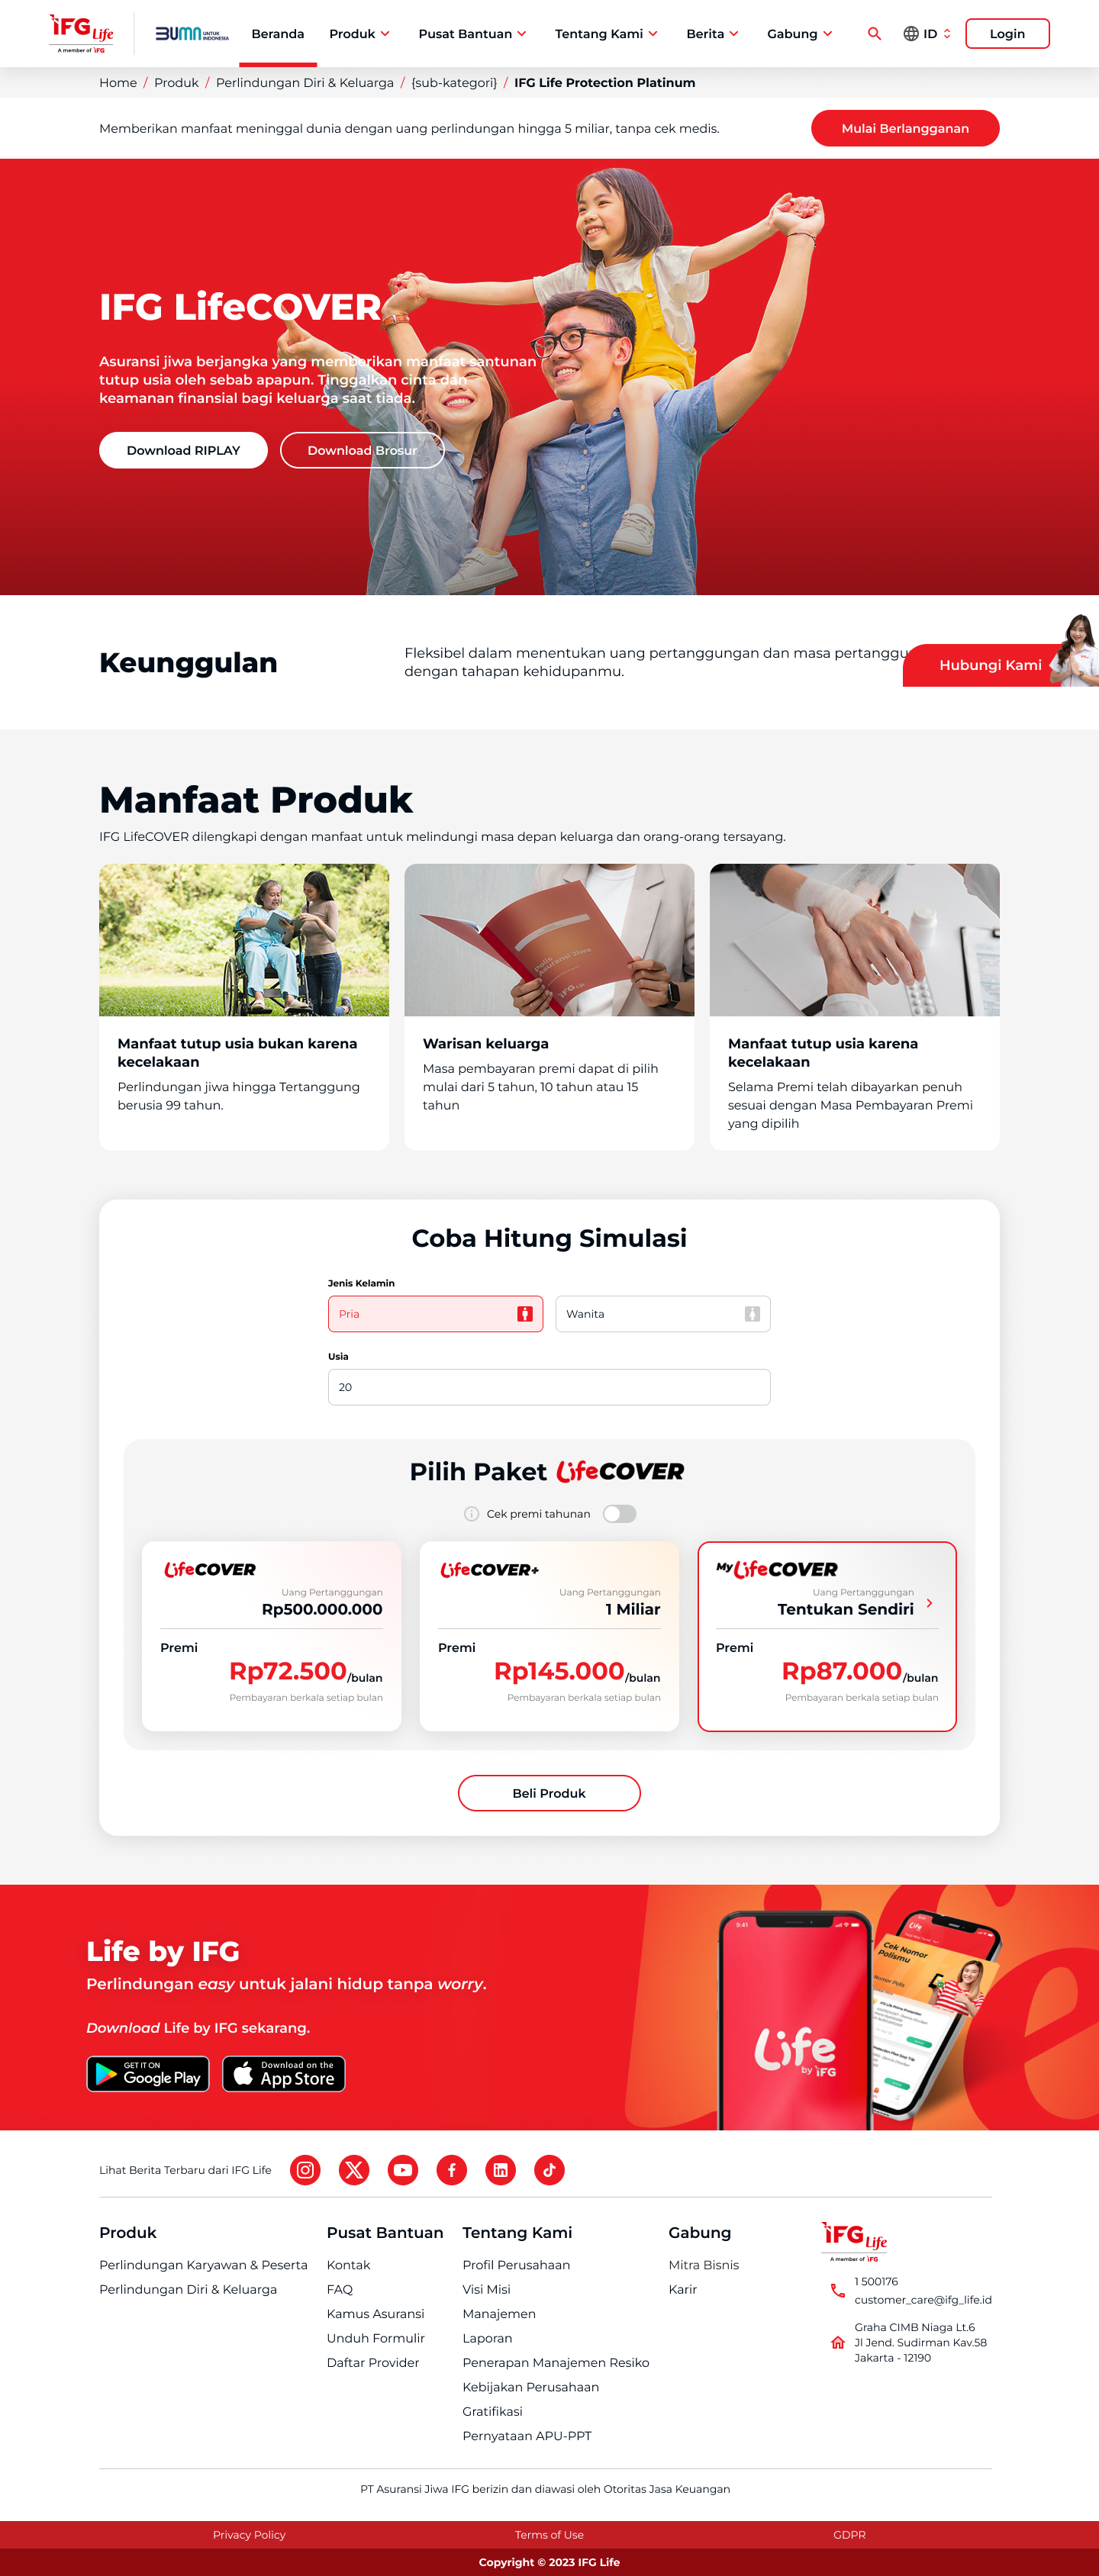 IFG Life
A member of IFG
BUMN UNTUK INDONESIA
Beranda
Produk
Pusat Bantuan
Tentang Kami
Berita
Gabung
ID
Login
Home / Produk / Perlindungan Diri & Keluarga / {sub-kategori} / IFG Life Protection Platinum
Memberikan manfaat meninggal dunia dengan uang perlindungan hingga 5 miliar, tanpa cek medis.
Mulai Berlangganan
IFG LifeCOVER
Asuransi jiwa berjangka yang memberikan manfaat santunan
tutup usia oleh sebab apapun. Tinggalkan cinta dan
keamanan finansial bagi keluarga saat tiada.
Download RIPLAY
Download Brosur
Keunggulan
Fleksibel dalam menentukan uang pertanggungan dan masa pertanggu
dengan tahapan kehidupanmu.
Hubungi Kami
Manfaat Produk
IFG LifeCOVER dilengkapi dengan manfaat untuk melindungi masa depan keluarga dan orang-orang tersayang.
Polis
Asuransi Jiwa
IFG Life
Manfaat tutup usia bukan karena
kecelakaan
Perlindungan jiwa hingga Tertanggung
berusia 99 tahun.
Warisan keluarga
Masa pembayaran premi dapat di pilih
mulai dari 5 tahun, 10 tahun atau 15
tahun
Manfaat tutup usia karena
kecelakaan
Selama Premi telah dibayarkan penuh
sesuai dengan Masa Pembayaran Premi
yang dipilih
Coba Hitung Simulasi
Jenis Kelamin
Pria
Wanita
Usia
20
Pilih Paket LifeCOVER
Cek premi tahunan
LifeCOVER
Uang Pertanggungan
Rp500.000.000
Premi
Rp72.500/bulan
Pembayaran berkala setiap bulan
LifeCOVER+
Uang Pertanggungan
1 Miliar
Premi
Rp145.000/bulan
Pembayaran berkala setiap bulan
My LifeCOVER
Uang Pertanggungan
Tentukan Sendiri
Premi
Rp87.000/bulan
Pembayaran berkala setiap bulan
Beli Produk
Life by IFG
Perlindungan easy untuk jalani hidup tanpa worry.
Download Life by IFG sekarang.
GET IT ON
Google Play
Download on the
App Store
9:41
Life
by IFG
Cek Nomor
Polismu
Nomor Polis
Lihat Berita Terbaru dari IFG Life
Produk
Perlindungan Karyawan & Peserta
Perlindungan Diri & Keluarga
Pusat Bantuan
Kontak
FAQ
Kamus Asuransi
Unduh Formulir
Daftar Provider
Tentang Kami
Profil Perusahaan
Visi Misi
Manajemen
Laporan
Penerapan Manajemen Resiko
Kebijakan Perusahaan
Gratifikasi
Pernyataan APU-PPT
Gabung
Mitra Bisnis
Karir
IFG Life
A member of IFG
1 500176
customer_care@ifg_life.id
Graha CIMB Niaga Lt.6
Jl Jend. Sudirman Kav.58
Jakarta - 12190
PT Asuransi Jiwa IFG berizin dan diawasi oleh Otoritas Jasa Keuangan
Privacy Policy
Terms of Use
GDPR
Copyright © 2023 IFG Life